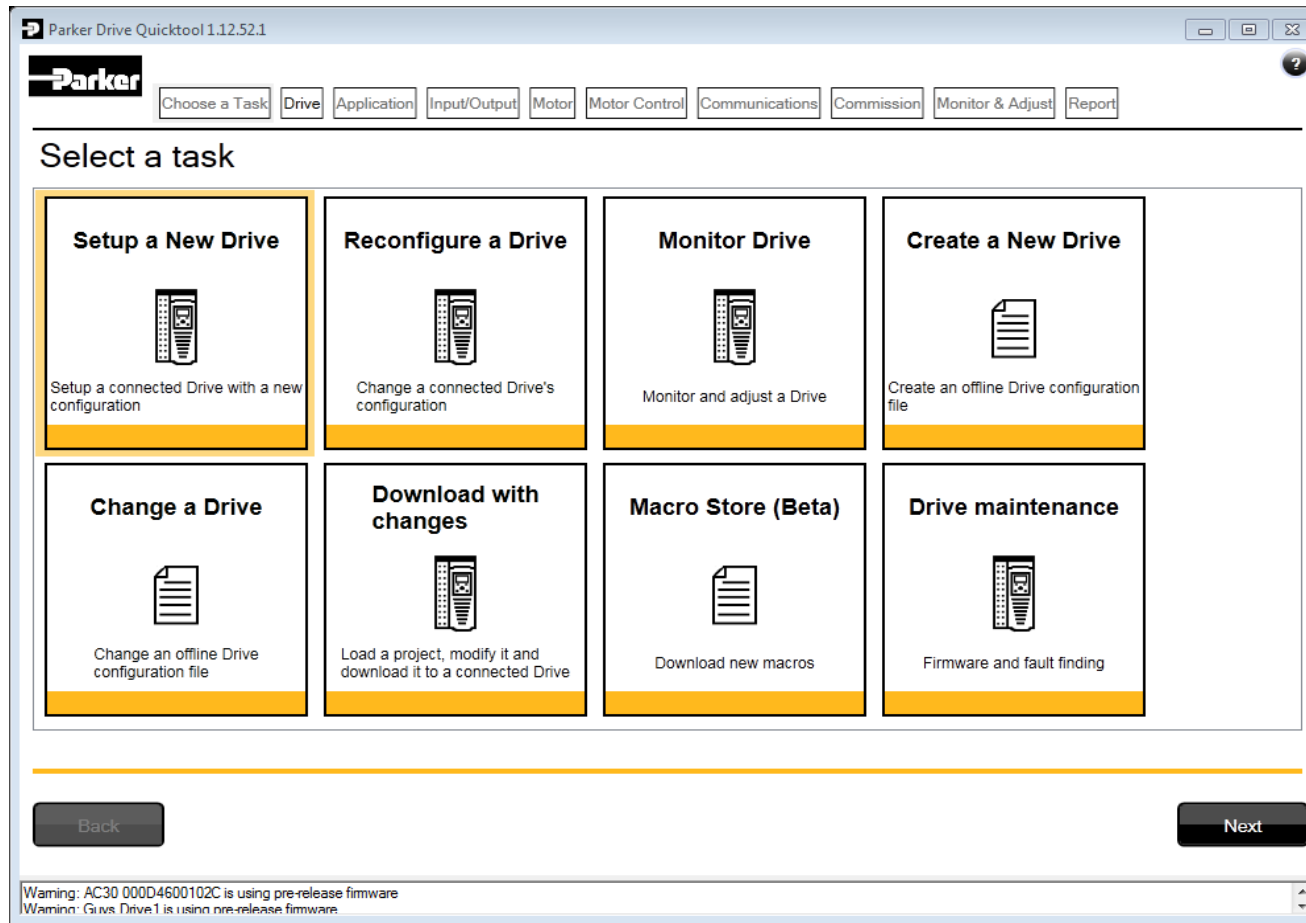 Parker Drive Quicktool 1.12.52.1
Parker
?
Choose a Task Drive Application Input/Output Motor Motor Control Communications Commission Monitor & Adjust Report
Select a task
Setup a New Drive
Setup a connected Drive with a new
configuration
Reconfigure a Drive
Change a connected Drive's
configuration
Monitor Drive
Monitor and adjust a Drive
Create a New Drive
Create an offline Drive configuration
file
Change a Drive
Change an offline Drive
configuration file
Download with
changes
Load a project, modify it and
download it to a connected Drive
Macro Store (Beta)
Download new macros
Drive maintenance
Firmware and fault finding
Back
Next
Warning: AC30 000D4600102C is using pre-release firmware
Warning: Guys Drive1 is using pre-release firmware